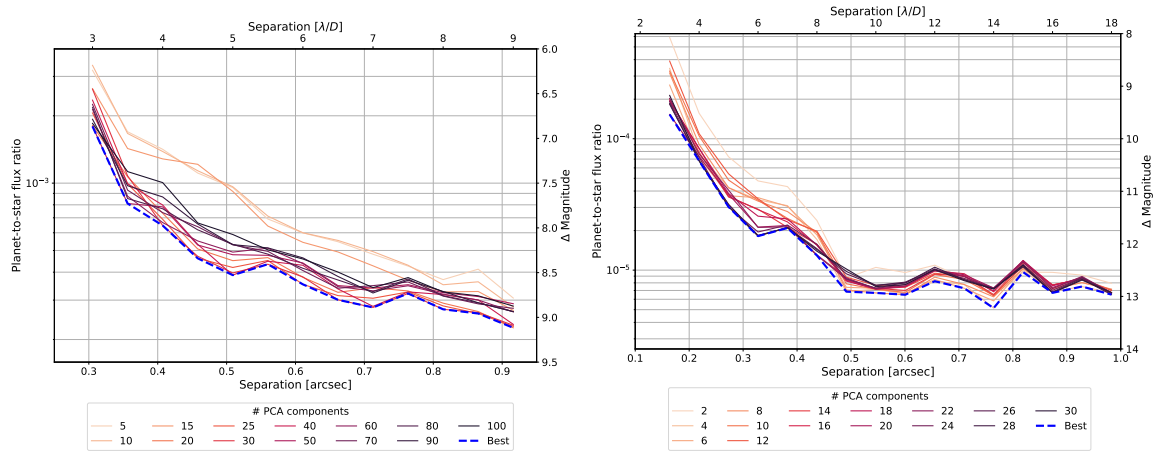 Separation [λ/D]
3 4 5 6 7 8 9
Planet-to-star flux ratio
10⁻³
6.0
6.5
7.0
7.5
8.0
8.5
9.0
9.5
Δ Magnitude
0.3 0.4 0.5 0.6 0.7 0.8 0.9
Separation [arcsec]
# PCA components
5 15 25 40 60 80 100
10 20 30 50 70 90 Best
Separation [λ/D]
2 4 6 8 10 12 14 16 18
Planet-to-star flux ratio
10⁻⁴
10⁻⁵
8
9
10
11
12
13
14
Δ Magnitude
0.1 0.2 0.3 0.4 0.5 0.6 0.7 0.8 0.9 1.0
Separation [arcsec]
# PCA components
2 8 14 18 22 26 30
4 10 16 20 24 28 Best
6 12